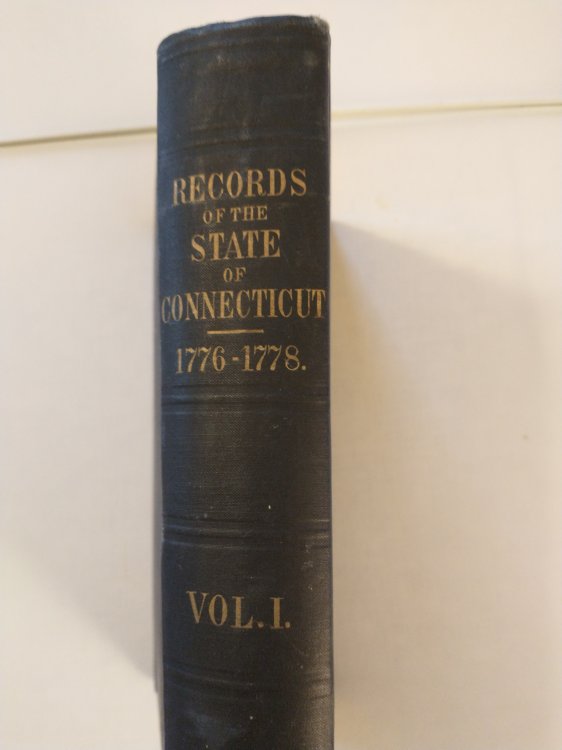 RECORDS
OF THE
STATE
OF
CONNECTICUT
1776-1778.
VOL. I.